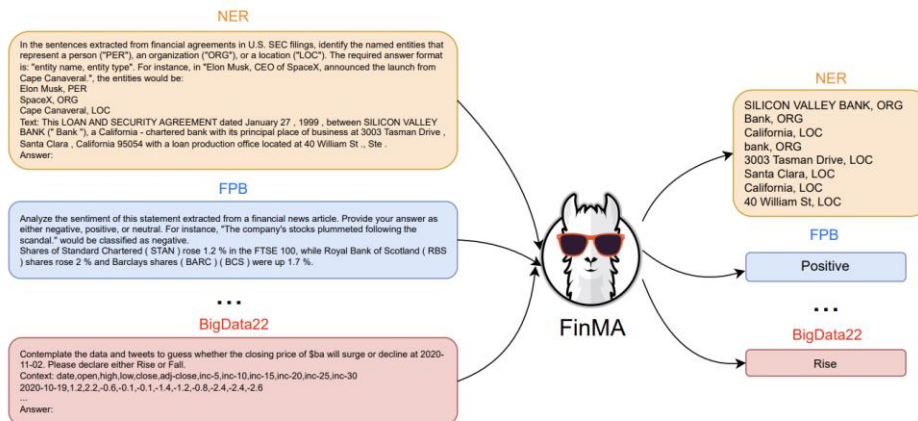 NER
In the sentences extracted from financial agreements in U.S. SEC filings, identify the named entities that
represent a person ("PER"), an organization ("ORG"), or a location ("LOC"). The required answer format
is: "entity name, entity type". For instance, in "Elon Musk, CEO of SpaceX, announced the launch from
Cape Canaveral.", the entities would be:
Elon Musk, PER
SpaceX, ORG
Cape Canaveral, LOC
Text: This LOAN AND SECURITY AGREEMENT dated January 27 , 1999 , between SILICON VALLEY
BANK (" Bank "), a California - chartered bank with its principal place of business at 3003 Tasman Drive ,
Santa Clara , California 95054 with a loan production office located at 40 William St ., Ste .
Answer:
FPB
Analyze the sentiment of this statement extracted from a financial news article. Provide your answer as
either negative, positive, or neutral. For instance, "The company's stocks plummeted following the
scandal." would be classified as negative.
Shares of Standard Chartered ( STAN ) rose 1.2 % in the FTSE 100, while Royal Bank of Scotland ( RBS
) shares rose 2 % and Barclays shares ( BARC ) ( BCS ) were up 1.7 %.
...
BigData22
Contemplate the data and tweets to guess whether the closing price of $ba will surge or decline at 2020-
11-02. Please declare either Rise or Fall.
Context: date,open,high,low,close,adj-close,inc-5,inc-10,inc-15,inc-20,inc-25,inc-30
2020-10-19,1.2,2.2,-0.6,-0.1,-0.1,-1.4,-1.2,-0.8,-2.4,-2.4,-2.6
...
Answer:
FinMA
NER
SILICON VALLEY BANK, ORG
Bank, ORG
California, LOC
bank, ORG
3003 Tasman Drive, LOC
Santa Clara, LOC
California, LOC
40 William St, LOC
FPB
Positive
...
BigData22
Rise